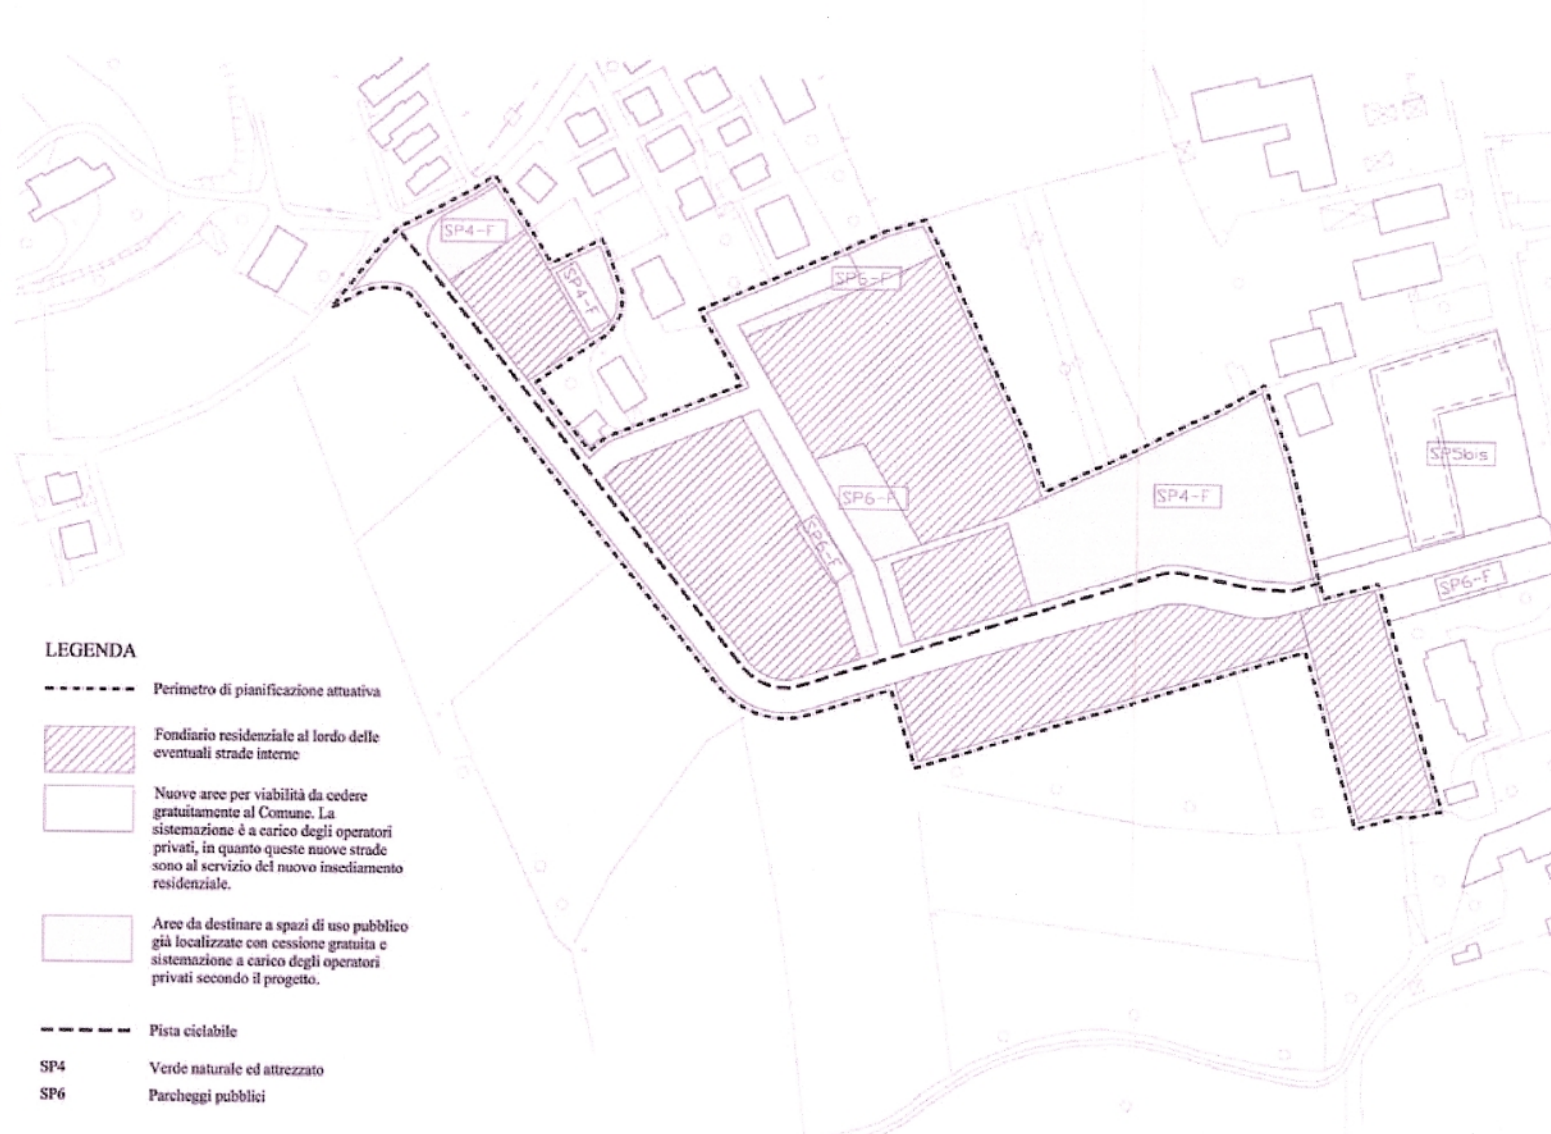 SP4-F
SP4-F
SP6-F
SP5bis
SP6-F
SP4-F
SP6-F
SP6-F
LEGENDA
Perimetro di pianificazione attuativa
Fondiario residenziale al lordo delle
eventuali strade interne
Nuove aree per viabilità da cedere
gratuitamente al Comune. La
sistemazione è a carico degli operatori
privati, in quanto queste nuove strade
sono al servizio del nuovo insediamento
residenziale.
Aree da destinare a spazi di uso pubblico
già localizzate con cessione gratuita e
sistemazione a carico degli operatori
privati secondo il progetto.
Pista ciclabile
SP4 Verde naturale ed attrezzato
SP6 Parcheggi pubblici